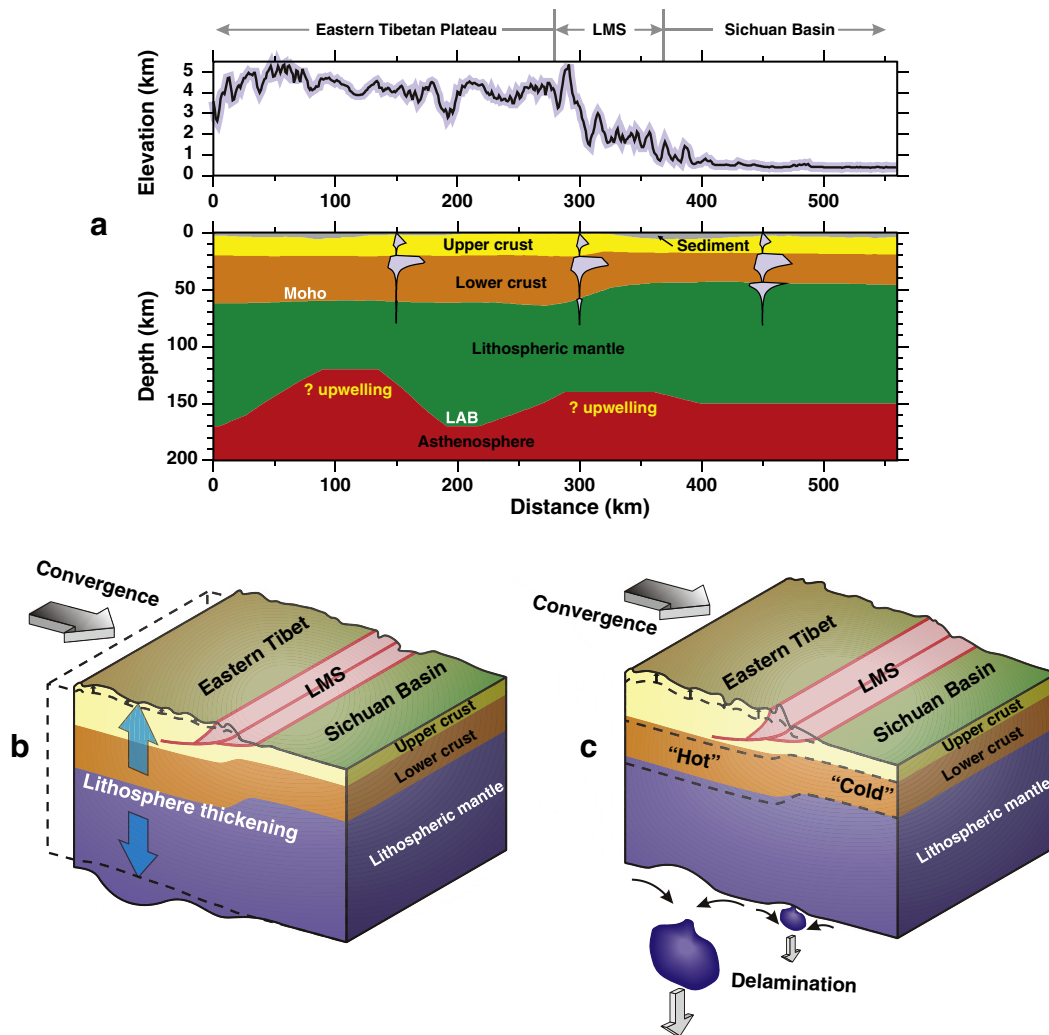 Eastern Tibetan Plateau LMS Sichuan Basin
Elevation (km)
5
4
3
2
1
0
0 100 200 300 400 500
a
Depth (km)
0
50
100
150
200
Upper crust
Sediment
Lower crust
Moho
Lithospheric mantle
? upwelling
? upwelling
LAB
Asthenosphere
0 100 200 300 400 500
Distance (km)
b
Convergence
Eastern Tibet
LMS
Sichuan Basin
Upper crust
Lower crust
Lithosphere thickening
Lithospheric mantle
c
Convergence
Eastern Tibet
LMS
Sichuan Basin
Upper crust
Lower crust
“Hot”
“Cold”
Lithospheric mantle
Delamination